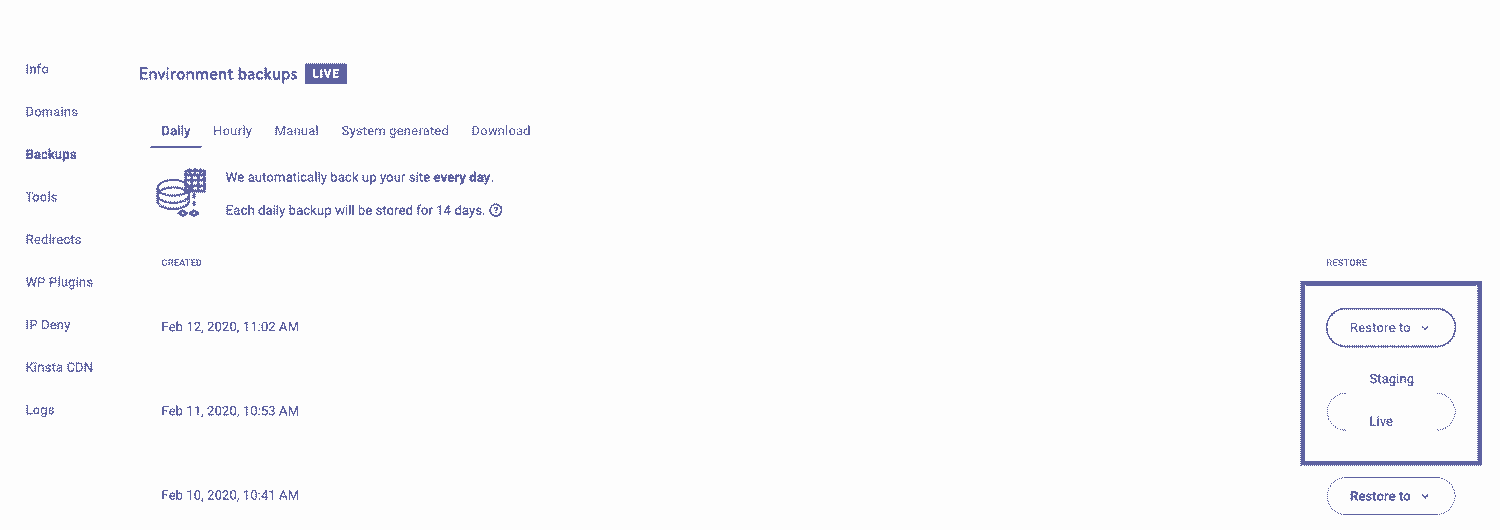 Info
Environment backups LIVE
Domains
Daily Hourly Manual System generated Download
Backups
We automatically back up your site every day.
Tools
Each daily backup will be stored for 14 days. ?
Redirects
CREATED RESTORE
WP Plugins
IP Deny
Feb 12, 2020, 11:02 AM Restore to
Kinsta CDN
Staging
Logs
Feb 11, 2020, 10:53 AM
Live
Feb 10, 2020, 10:41 AM Restore to